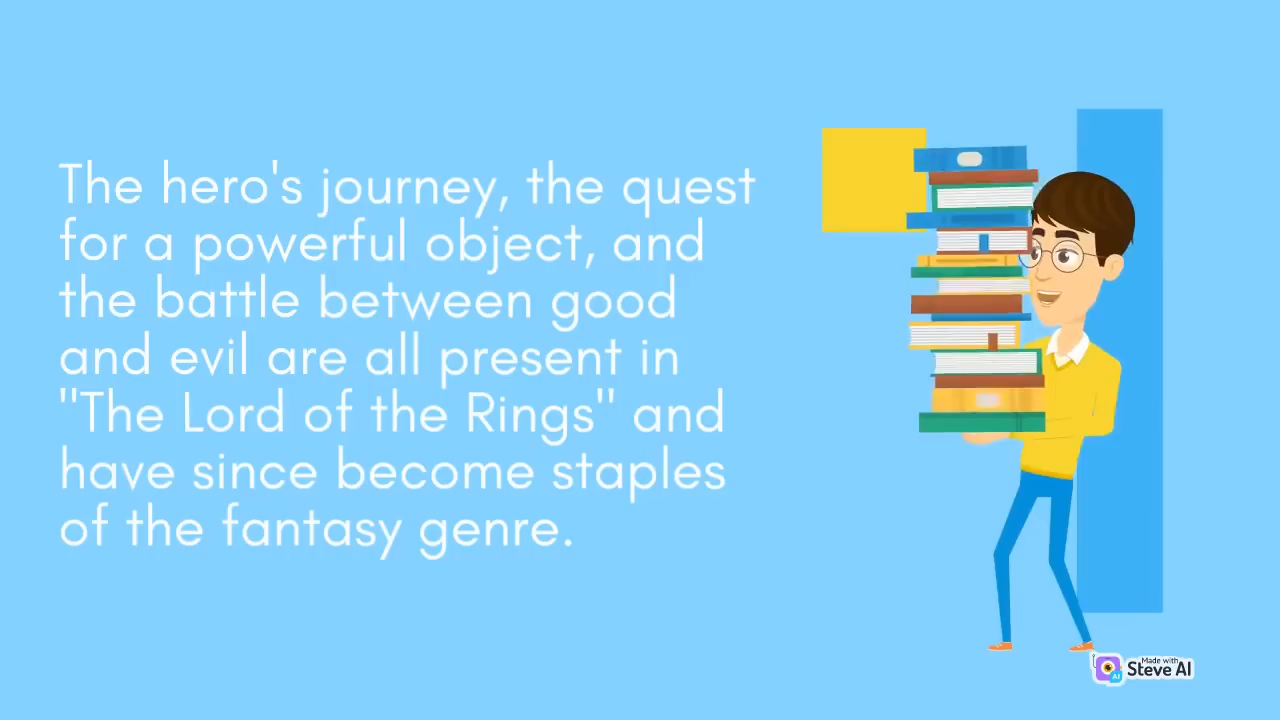 The hero's journey, the quest
for a powerful object, and
the battle between good
and evil are all present in
"The Lord of the Rings" and
have since become staples
of the fantasy genre.
Made with
Steve AI
AI